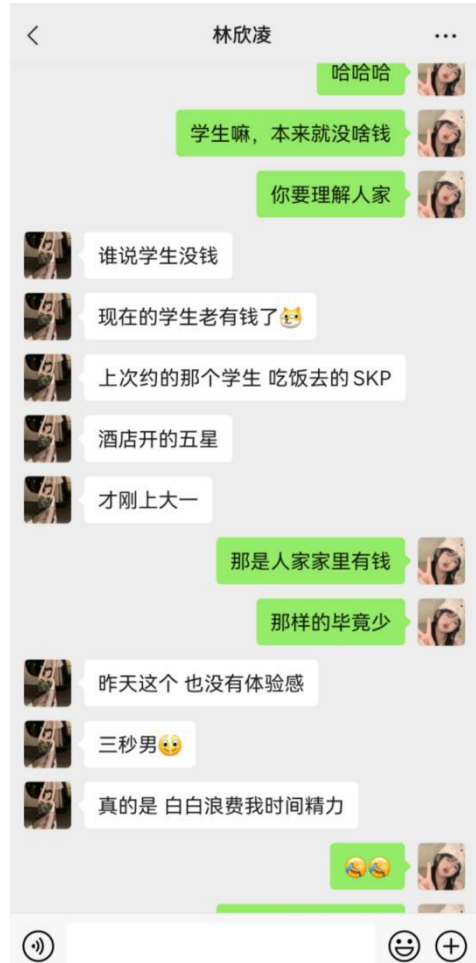 林欣凌
哈哈哈
学生嘛，本来就没啥钱
你要理解人家
谁说学生没钱
现在的学生老有钱了
上次约的那个学生 吃饭去的SKP
酒店开的五星
才刚上大一
那是人家家里有钱
那样的毕竟少
昨天这个 也没有体验感
三秒男
真的是 白白浪费我时间精力